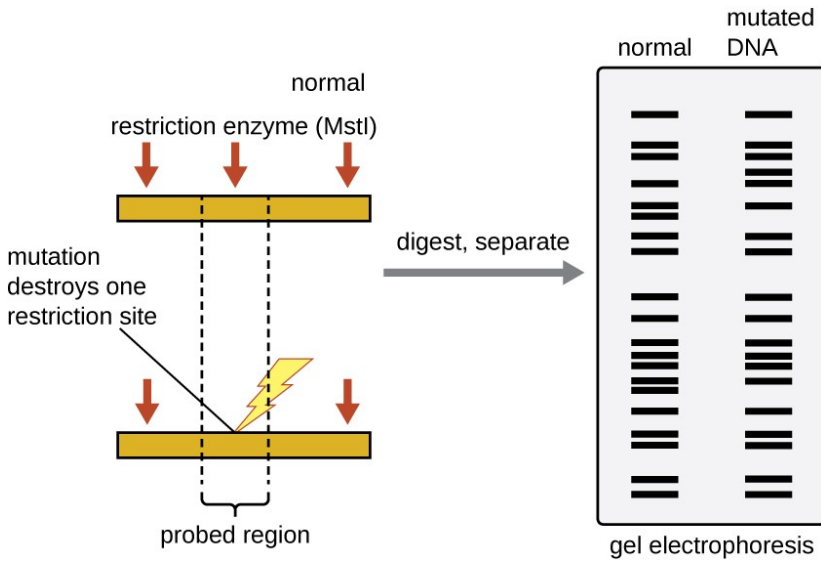 normal
restriction enzyme (MstI)
mutation
destroys one
restriction site
probed region
digest, separate
normal
mutated
DNA
gel electrophoresis